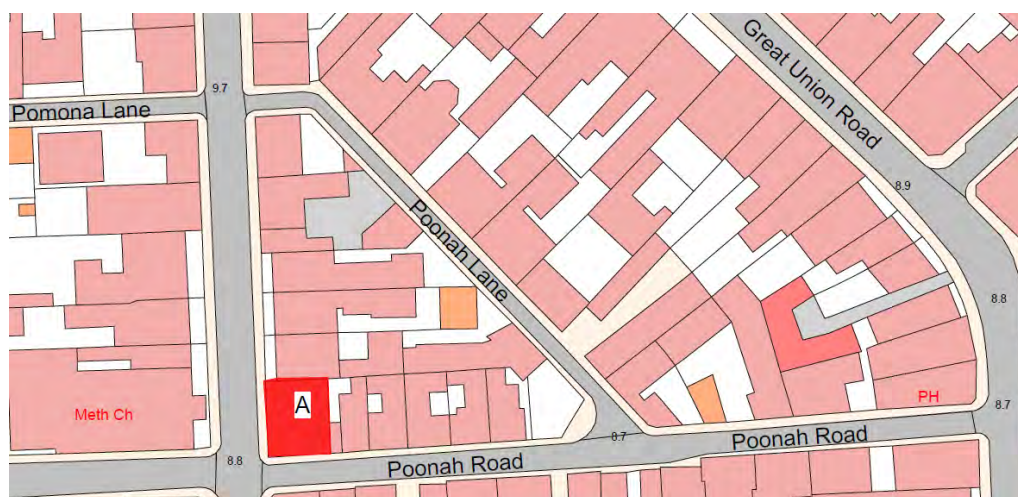 Great Union Road
9.7
Pomona Lane
8.9
Poonah Lane
8.8
A
Meth Ch
PH
8.7
8.7
Poonah Road
8.8
Poonah Road